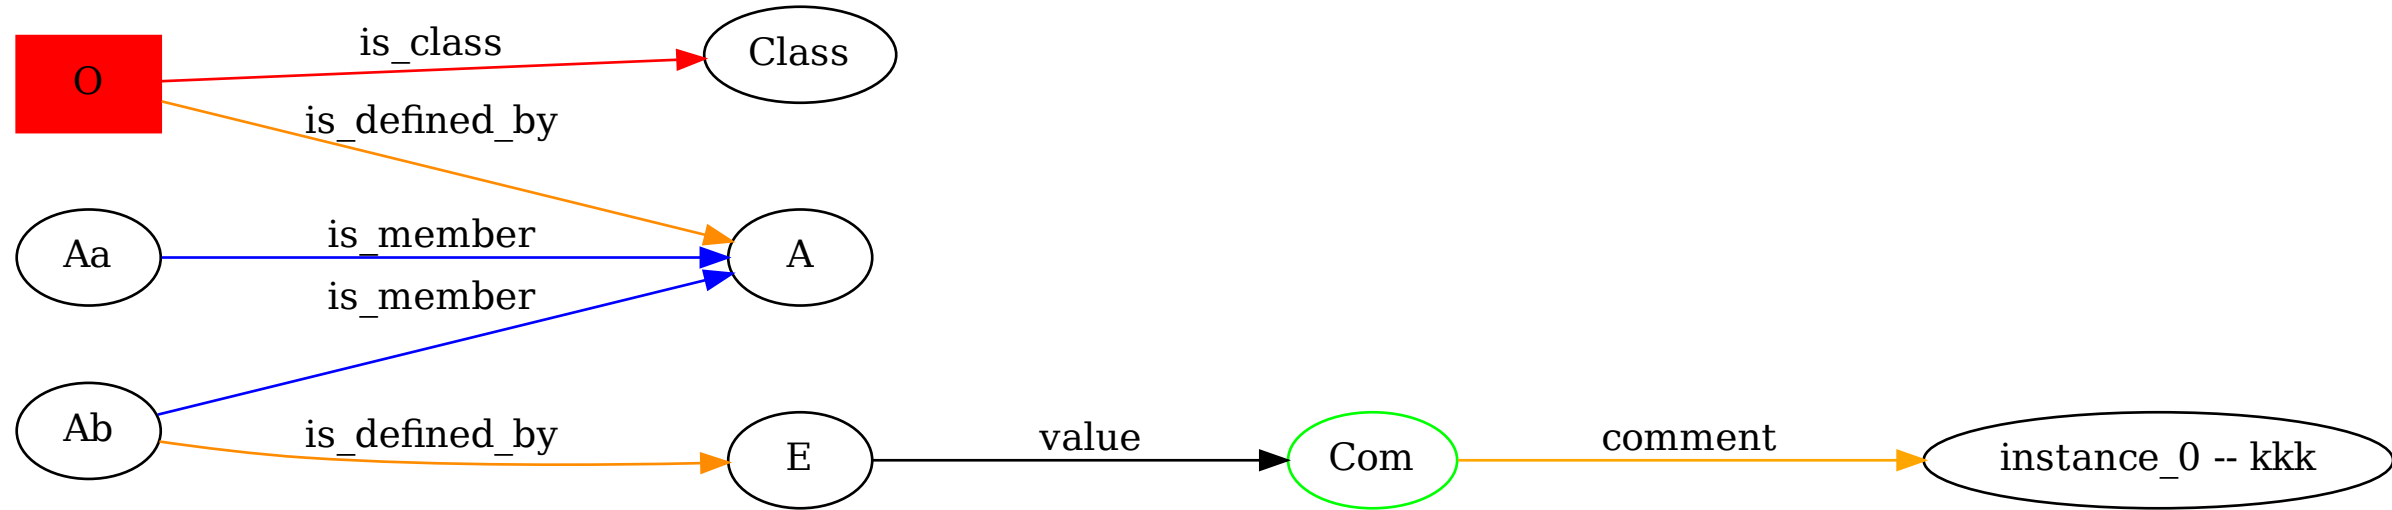 O
is_class
Class
is_defined_by
Aa
is_member
A
is_member
Ab
is_defined_by
E
value
Com
comment
instance_0 -- kkk